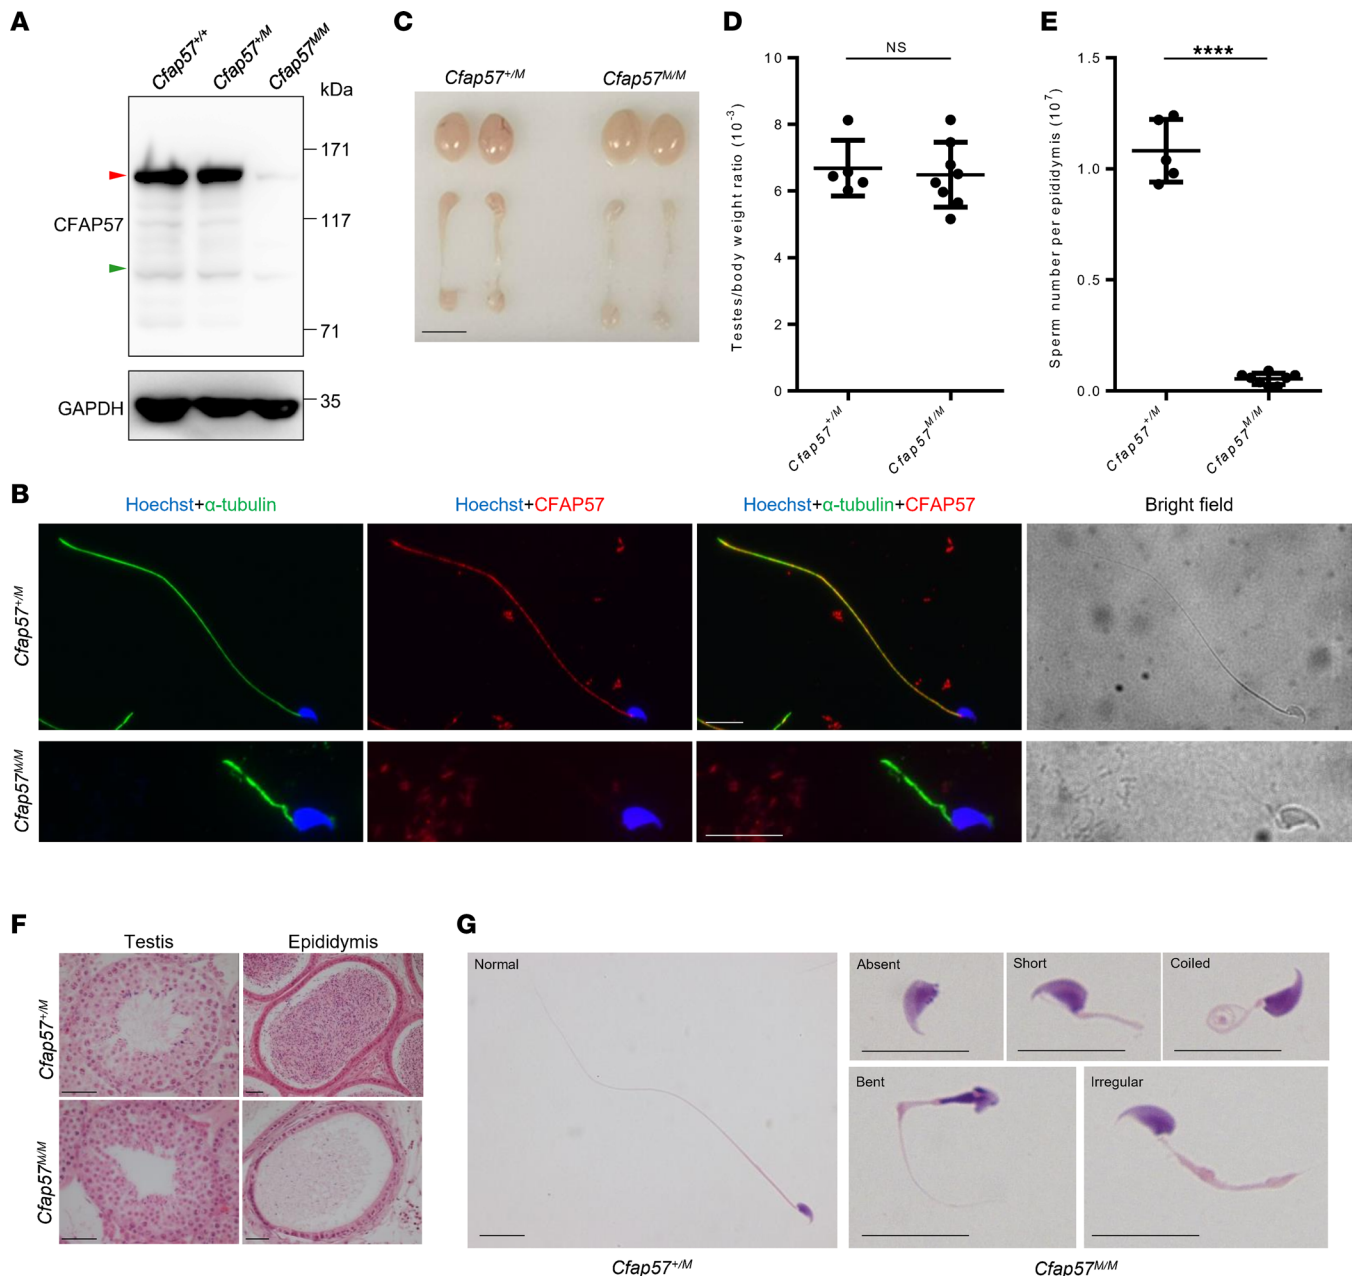 A
Cfap57+/+
Cfap57+/M
Cfap57M/M
kDa
171
CFAP57
117
71
GAPDH
35
C
Cfap57+/M
Cfap57M/M
D
NS
Testes/body weight ratio (10-3)
10
8
6
4
2
0
Cfap57+/M
Cfap57M/M
E
****
Sperm number per epididymis (107)
1.5
1.0
0.5
0.0
Cfap57+/M
Cfap57M/M
B
Hoechst+α-tubulin
Hoechst+CFAP57
Hoechst+α-tubulin+CFAP57
Bright field
Cfap57+/M
Cfap57M/M
F
Testis
Epididymis
Cfap57+/M
Cfap57M/M
G
Normal
Absent
Short
Coiled
Bent
Irregular
Cfap57+/M
Cfap57M/M